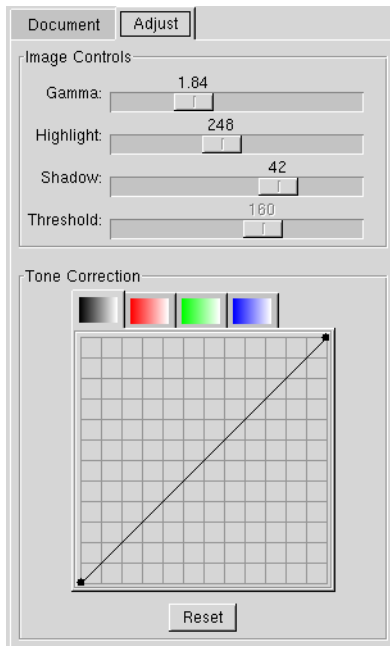 Document Adjust
Image Controls
1.84
Gamma:
248
Highlight:
42
Shadow:
160
Threshold:
Tone Correction
Reset